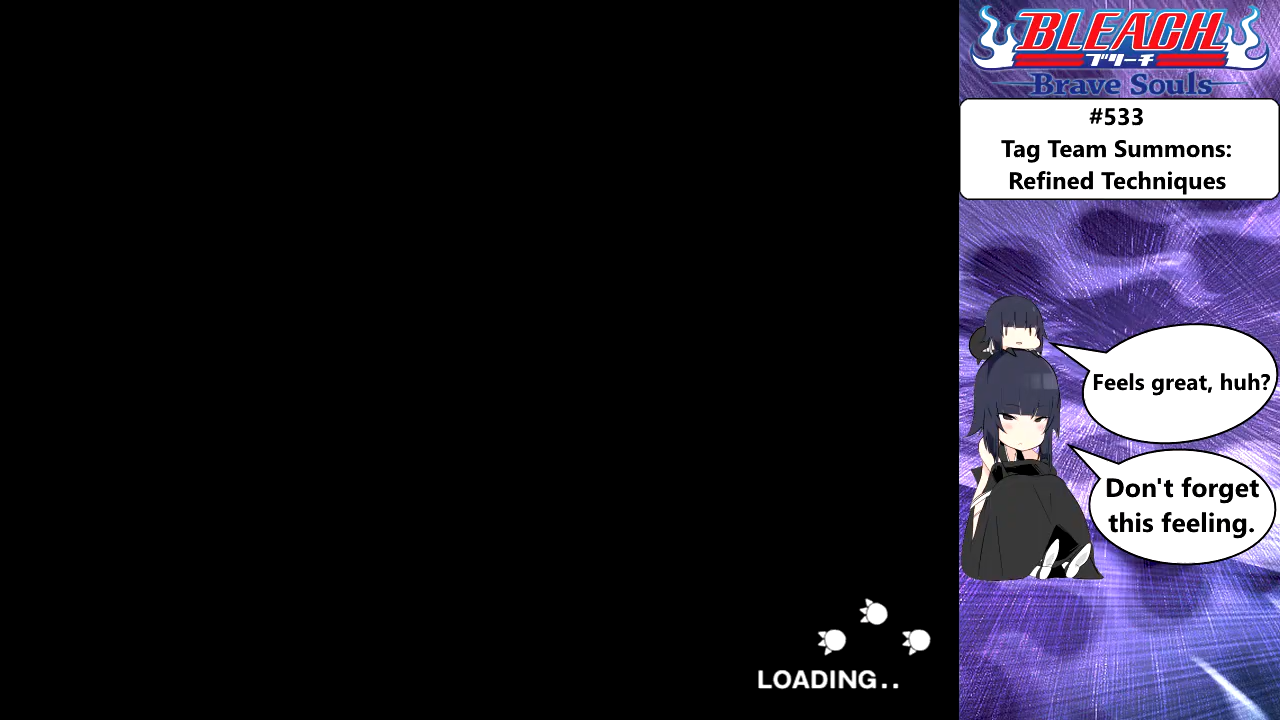 BLEACH
ブリーチ
Brave Souls
#533
Tag Team Summons:
Refined Techniques
Feels great, huh?
Don't forget
this feeling.
LOADING..